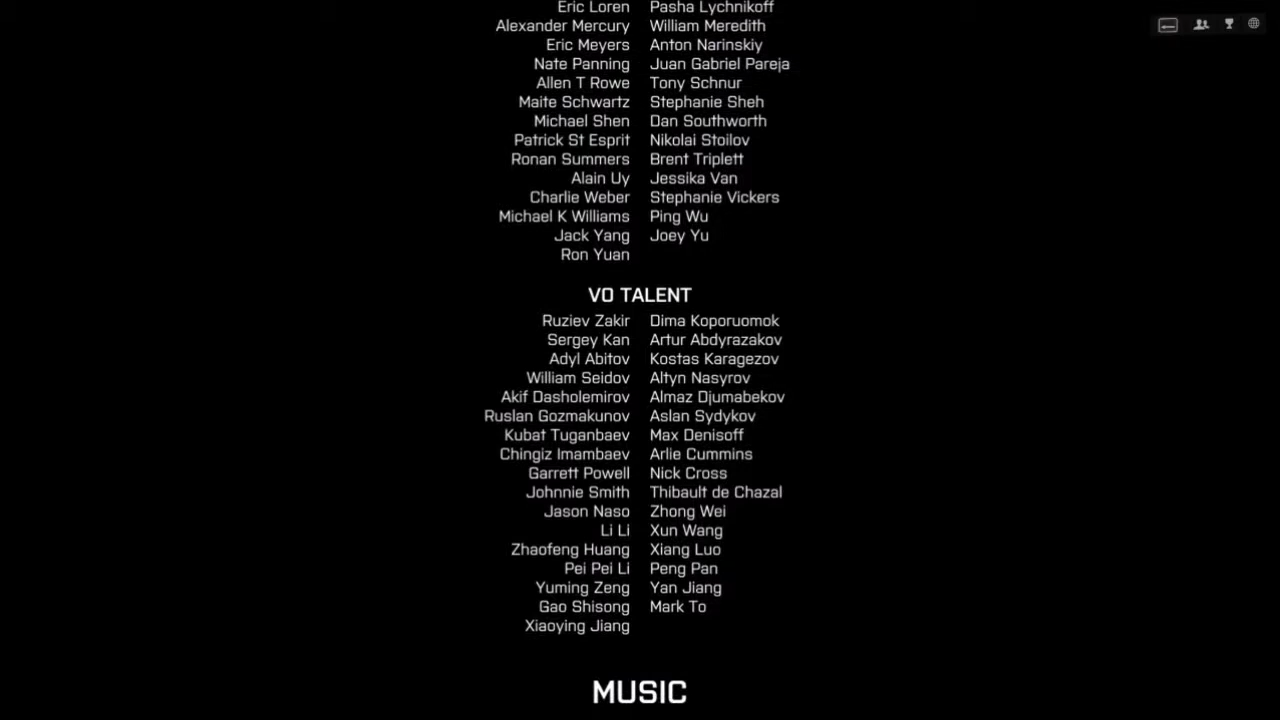 Eric Loren Pasha Lychnikoff
Alexander Mercury William Meredith
Eric Meyers Anton Narinskiy
Nate Panning Juan Gabriel Pareja
Allen T Rowe Tony Schnur
Maite Schwartz Stephanie Sheh
Michael Shen Dan Southworth
Patrick St Esprit Nikolai Stoilov
Ronan Summers Brent Triplett
Alain Uy Jessika Van
Charlie Weber Stephanie Vickers
Michael K Williams Ping Wu
Jack Yang Joey Yu
Ron Yuan
VO TALENT
Ruziev Zakir Dima Koporuomok
Sergey Kan Artur Abdyrazakov
Adyl Abitov Kostas Karagezov
William Seidov Altyn Nasyrov
Akif Dasholemirov Almaz Djumabekov
Ruslan Gozmakunov Aslan Sydykov
Kubat Tuganbaev Max Denisoff
Chingiz Imambaev Arlie Cummins
Garrett Powell Nick Cross
Johnnie Smith Thibault de Chazal
Jason Naso Zhong Wei
Li Li Xun Wang
Zhaofeng Huang Xiang Luo
Pei Pei Li Peng Pan
Yuming Zeng Yan Jiang
Gao Shisong Mark To
Xiaoying Jiang
MUSIC